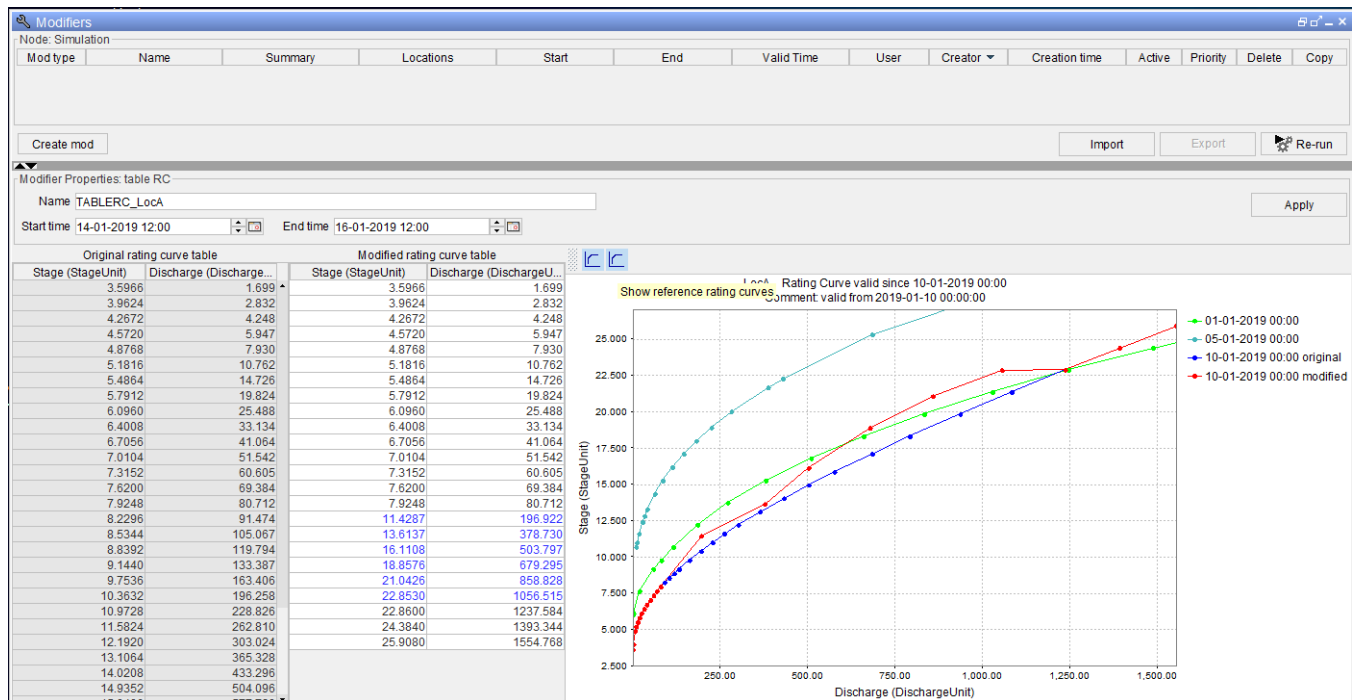 Modifiers
Node: Simulation
Mod type Name Summary Locations Start End Valid Time User Creator Creation time Active Priority Delete Copy
Create mod Import Export Re-run
Modifier Properties: table RC
Name TABLERC_LocA
Apply
Start time 14-01-2019 12:00 End time 16-01-2019 12:00
Original rating curve table Modified rating curve table
Stage (StageUnit) Discharge (Discharge... Stage (StageUnit) Discharge (DischargeU...
3.5966 1.699 3.5966 1.699
3.9624 2.832 3.9624 2.832
4.2672 4.248 4.2672 4.248
4.5720 5.947 4.5720 5.947
4.8768 7.930 4.8768 7.930
5.1816 10.762 5.1816 10.762
5.4864 14.726 5.4864 14.726
5.7912 19.824 5.7912 19.824
6.0960 25.488 6.0960 25.488
6.4008 33.134 6.4008 33.134
6.7056 41.064 6.7056 41.064
7.0104 51.542 7.0104 51.542
7.3152 60.605 7.3152 60.605
7.6200 69.384 7.6200 69.384
7.9248 80.712 7.9248 80.712
8.2296 91.474 11.4287 196.922
8.5344 105.067 13.6137 378.730
8.8392 119.794 16.1108 503.797
9.1440 133.387 18.8576 679.295
9.7536 163.406 21.0426 858.828
10.3632 196.258 22.8530 1056.515
10.9728 228.826 22.8600 1237.584
11.5824 262.810 24.3840 1393.344
12.1920 303.024 25.9080 1554.768
13.1064 365.328
14.0208 433.296
14.9352 504.096
Rating Curve valid since 10-01-2019 00:00
Show reference rating curves
Comment: valid from 2019-01-10 00:00:00
25.000
22.500
20.000
17.500
15.000
12.500
10.000
7.500
5.000
2.500
Stage (StageUnit)
250.00 500.00 750.00 1,000.00 1,250.00 1,500.00
Discharge (DischargeUnit)
01-01-2019 00:00
05-01-2019 00:00
10-01-2019 00:00 original
10-01-2019 00:00 modified